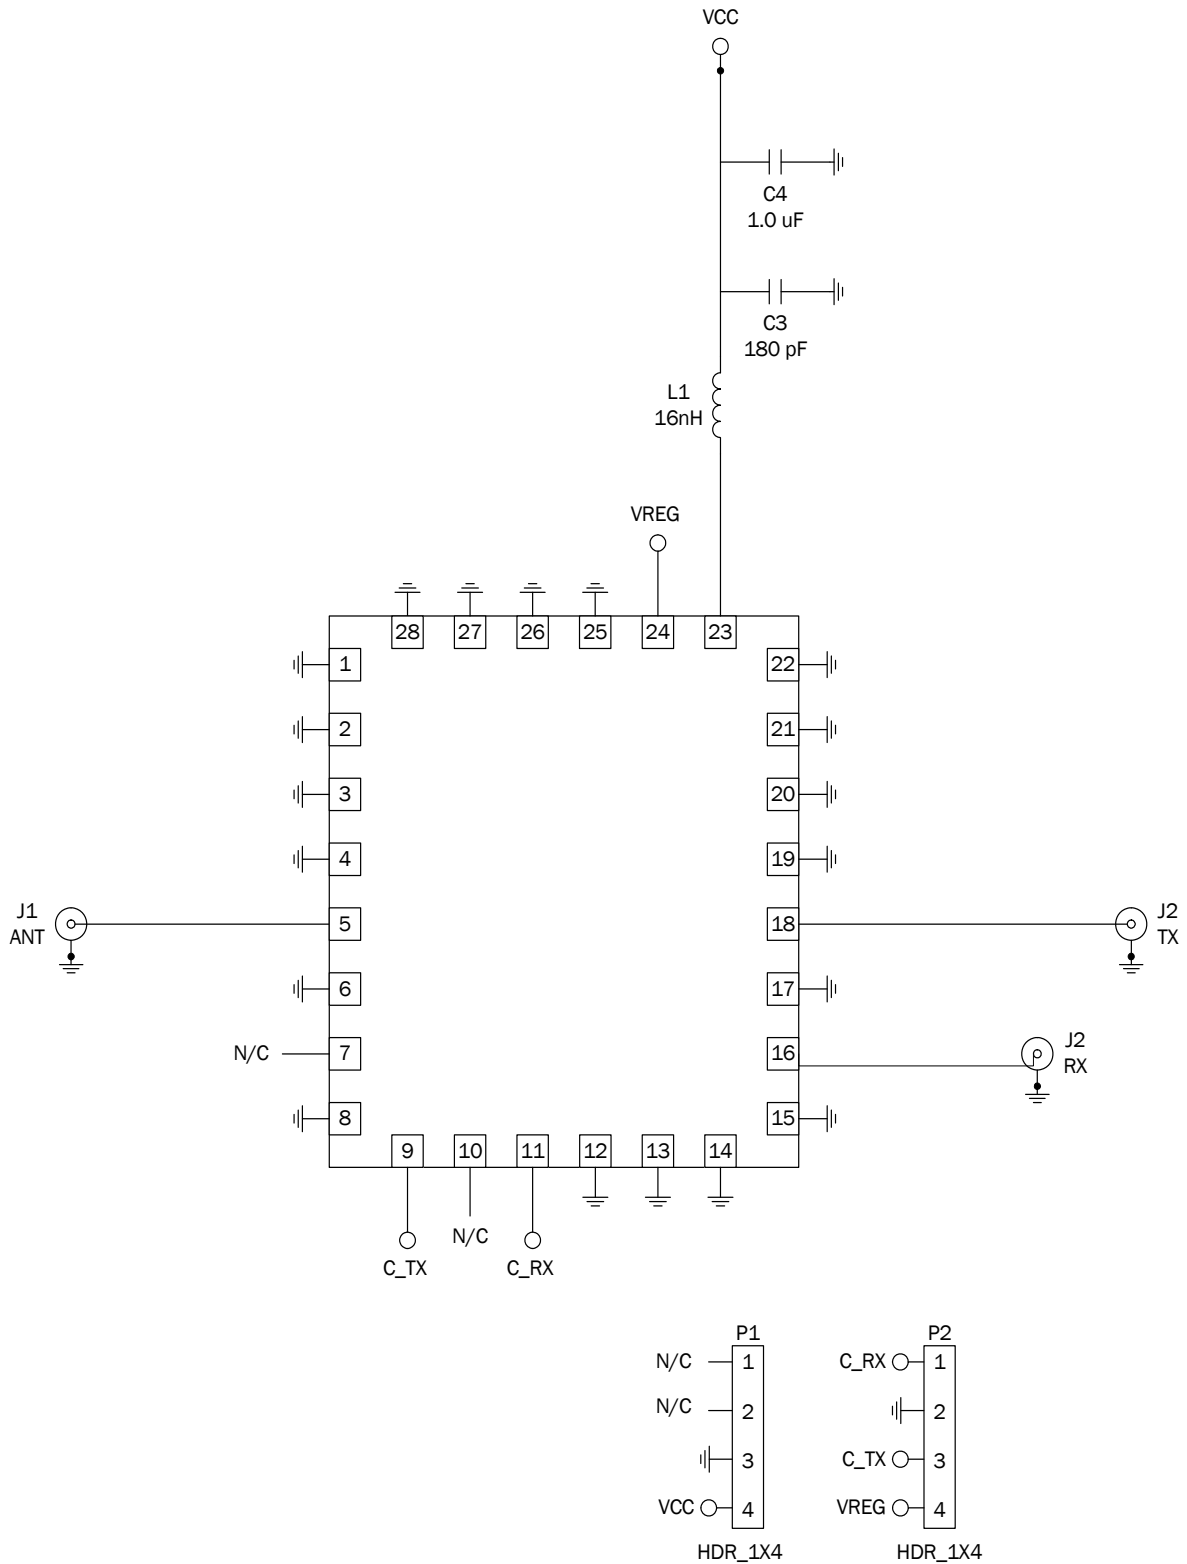 VCC
C4
1.0 uF
C3
180 pF
L1
16nH
VREG
28 27 26 25 24 23
1 22
2 21
3 20
4 19
J1
ANT
5 18
J2
TX
6 17
N/C 7 16
J2
RX
8 15
9 10 11 12 13 14
N/C
C_TX C_RX
P1 P2
N/C 1 C_RX 1
N/C 2 2
3 C_TX 3
VCC 4 VREG 4
HDR_1X4 HDR_1X4